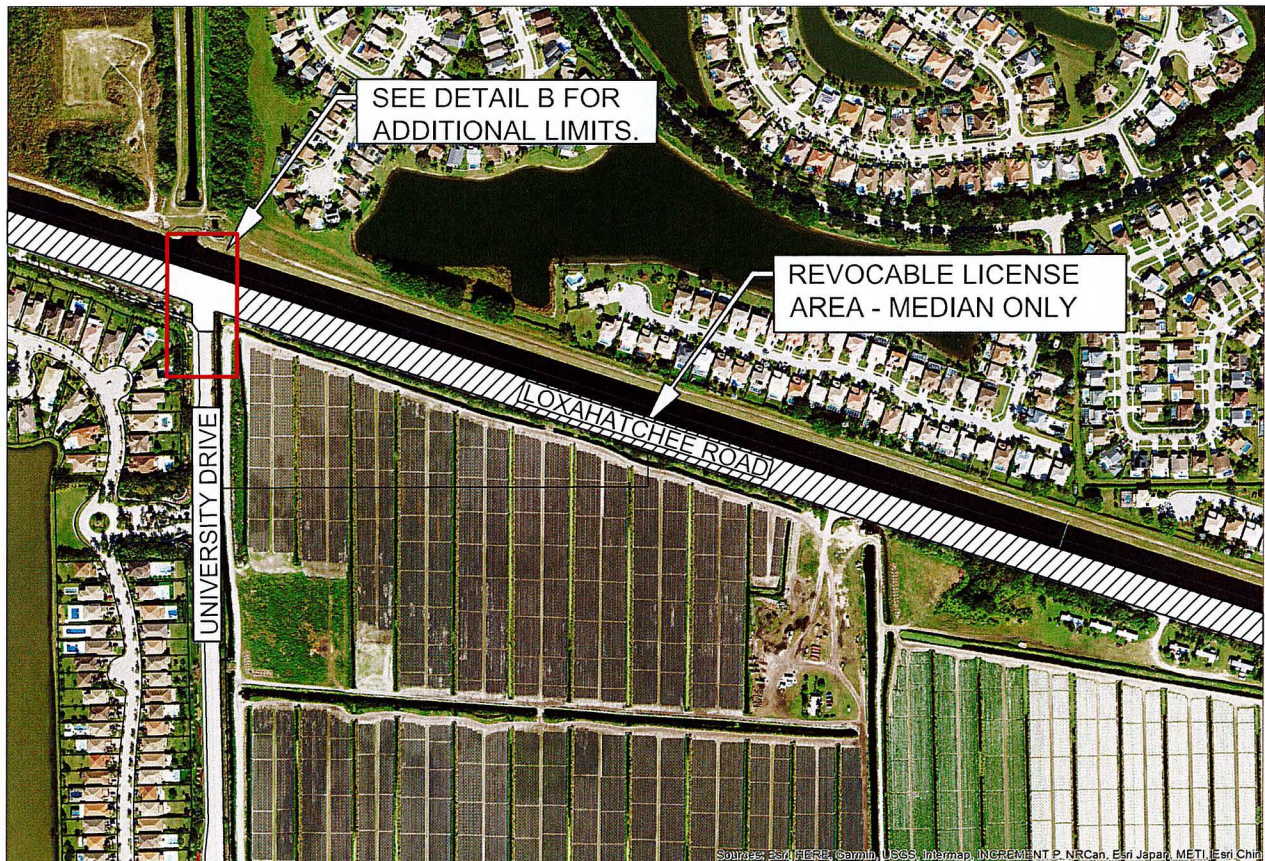 SEE DETAIL B FOR
ADDITIONAL LIMITS.
REVOCABLE LICENSE
AREA - MEDIAN ONLY
LOXAHATCHEE ROAD
UNIVERSITY DRIVE
Sources: Esri, HERE, Garmin, USGS, Intermap, INCREMENT P, NRCan, Esri Japan, METI, Esri Chin